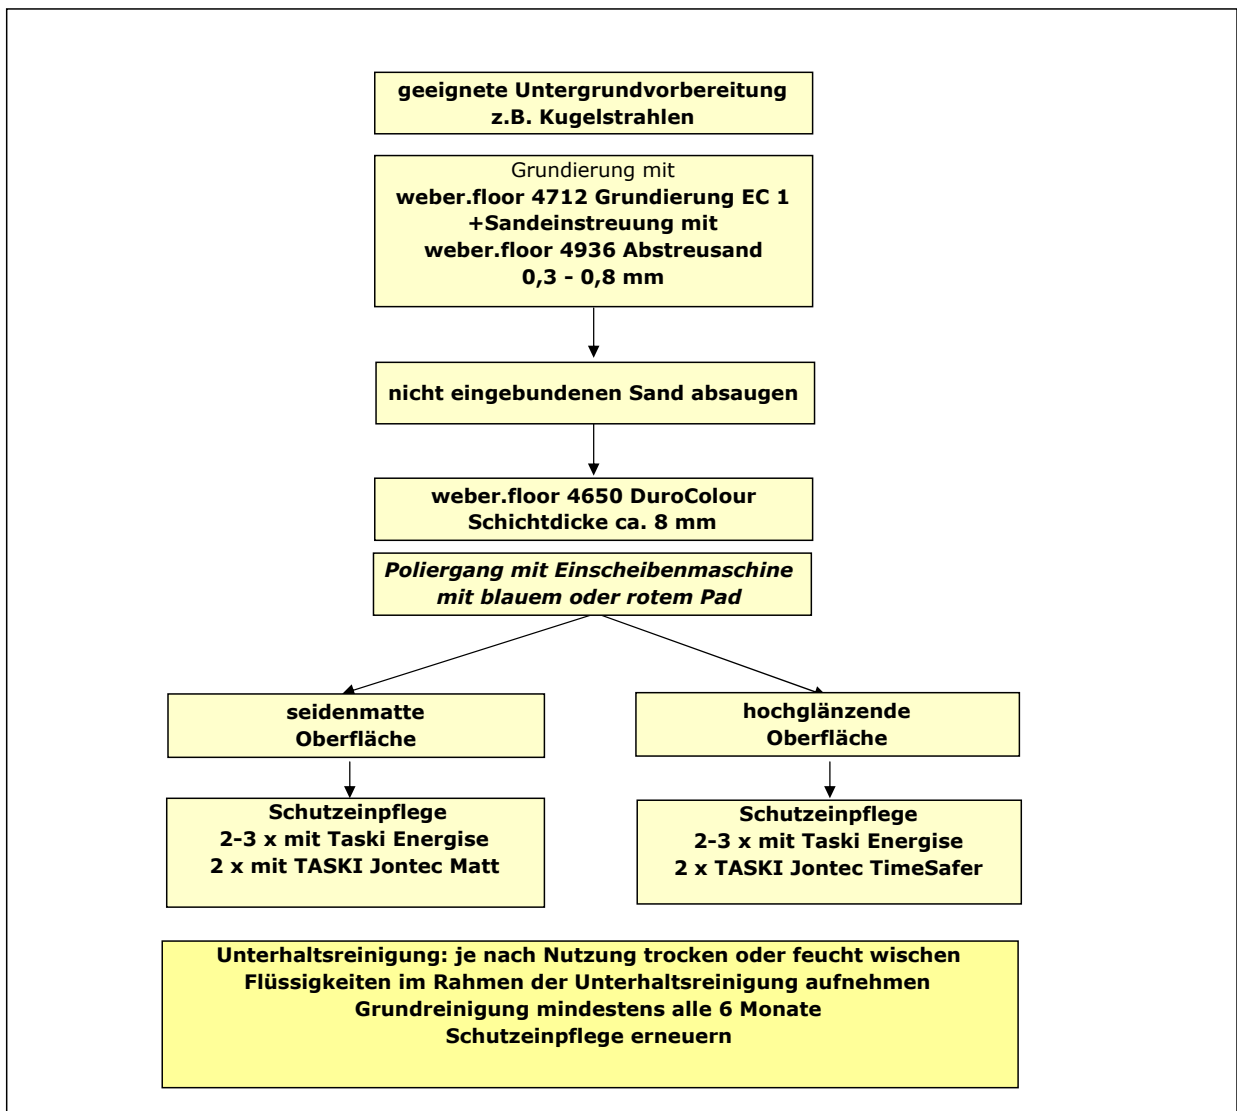 geeignete Untergrundvorbereitung
z.B. Kugelstrahlen
Grundierung mit
weber.floor 4712 Grundierung EC 1
+Sandeinstreuung mit
weber.floor 4936 Abstreusand
0,3 - 0,8 mm
nicht eingebundenen Sand absaugen
weber.floor 4650 DuroColour
Schichtdicke ca. 8 mm
Poliergang mit Einscheibenmaschine
mit blauem oder rotem Pad
seidenmatte
Oberfläche
Schutzeinpflege
2-3 x mit Taski Energise
2 x mit TASKI Jontec Matt
hochglänzende
Oberfläche
Schutzeinpflege
2-3 x mit Taski Energise
2 x TASKI Jontec TimeSafer
Unterhaltsreinigung: je nach Nutzung trocken oder feucht wischen
Flüssigkeiten im Rahmen der Unterhaltsreinigung aufnehmen
Grundreinigung mindestens alle 6 Monate
Schutzeinpflege erneuern